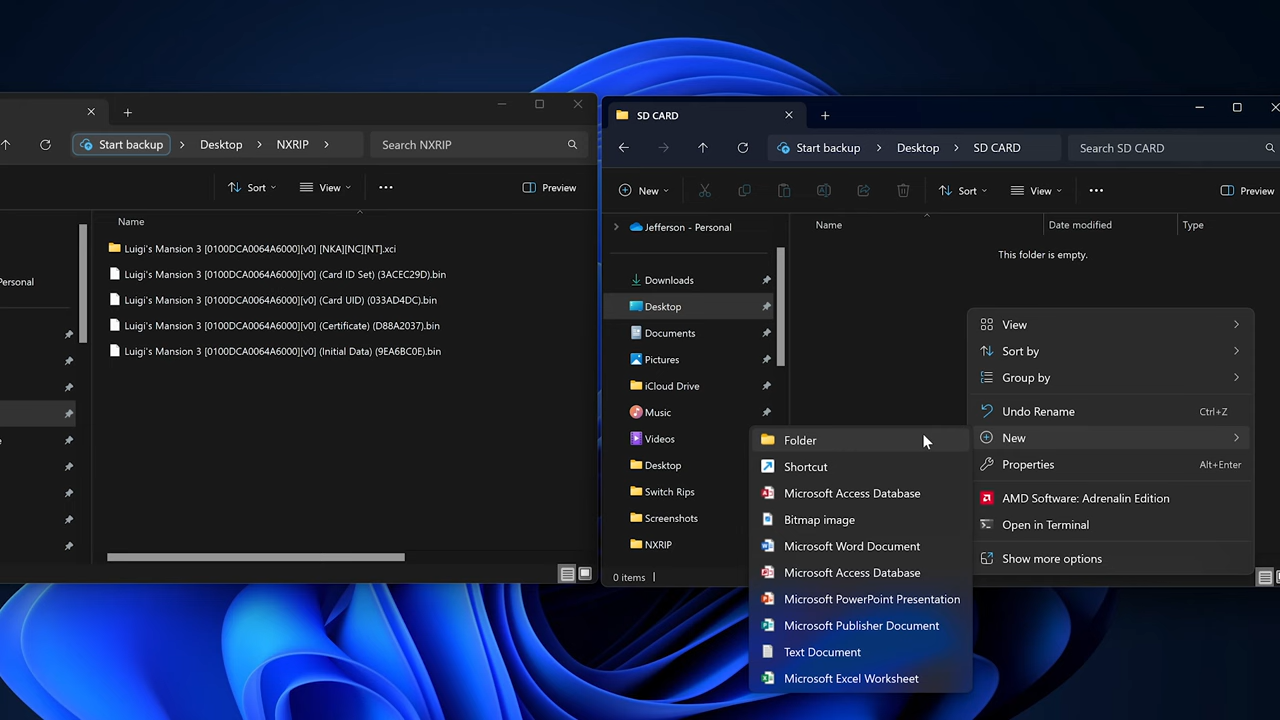 Start backup
Desktop
NXRIP
Search NXRIP
Sort
View
Preview
Name
Luigi's Mansion 3 [0100DCA0064A6000][v0] [NKA][NC][NT].xci
Luigi's Mansion 3 [0100DCA0064A6000][v0] (Card ID Set) (3ACEC29D).bin
Luigi's Mansion 3 [0100DCA0064A6000][v0] (Card UID) (033AD4DC).bin
Luigi's Mansion 3 [0100DCA0064A6000][v0] (Certificate) (D88A2037).bin
Luigi's Mansion 3 [0100DCA0064A6000][v0] (Initial Data) (9EA6BC0E).bin
Personal
SD CARD
Start backup
Desktop
SD CARD
Search SD CARD
New
Sort
View
Preview
Jefferson - Personal
Downloads
Desktop
Documents
Pictures
iCloud Drive
Music
Videos
Desktop
Switch Rips
Screenshots
NXRIP
0 items
Name
Date modified
Type
This folder is empty.
View
Sort by
Group by
Undo Rename Ctrl+Z
New
Properties Alt+Enter
AMD Software: Adrenalin Edition
Open in Terminal
Show more options
Folder
Shortcut
Microsoft Access Database
Bitmap image
Microsoft Word Document
Microsoft Access Database
Microsoft PowerPoint Presentation
Microsoft Publisher Document
Text Document
Microsoft Excel Worksheet